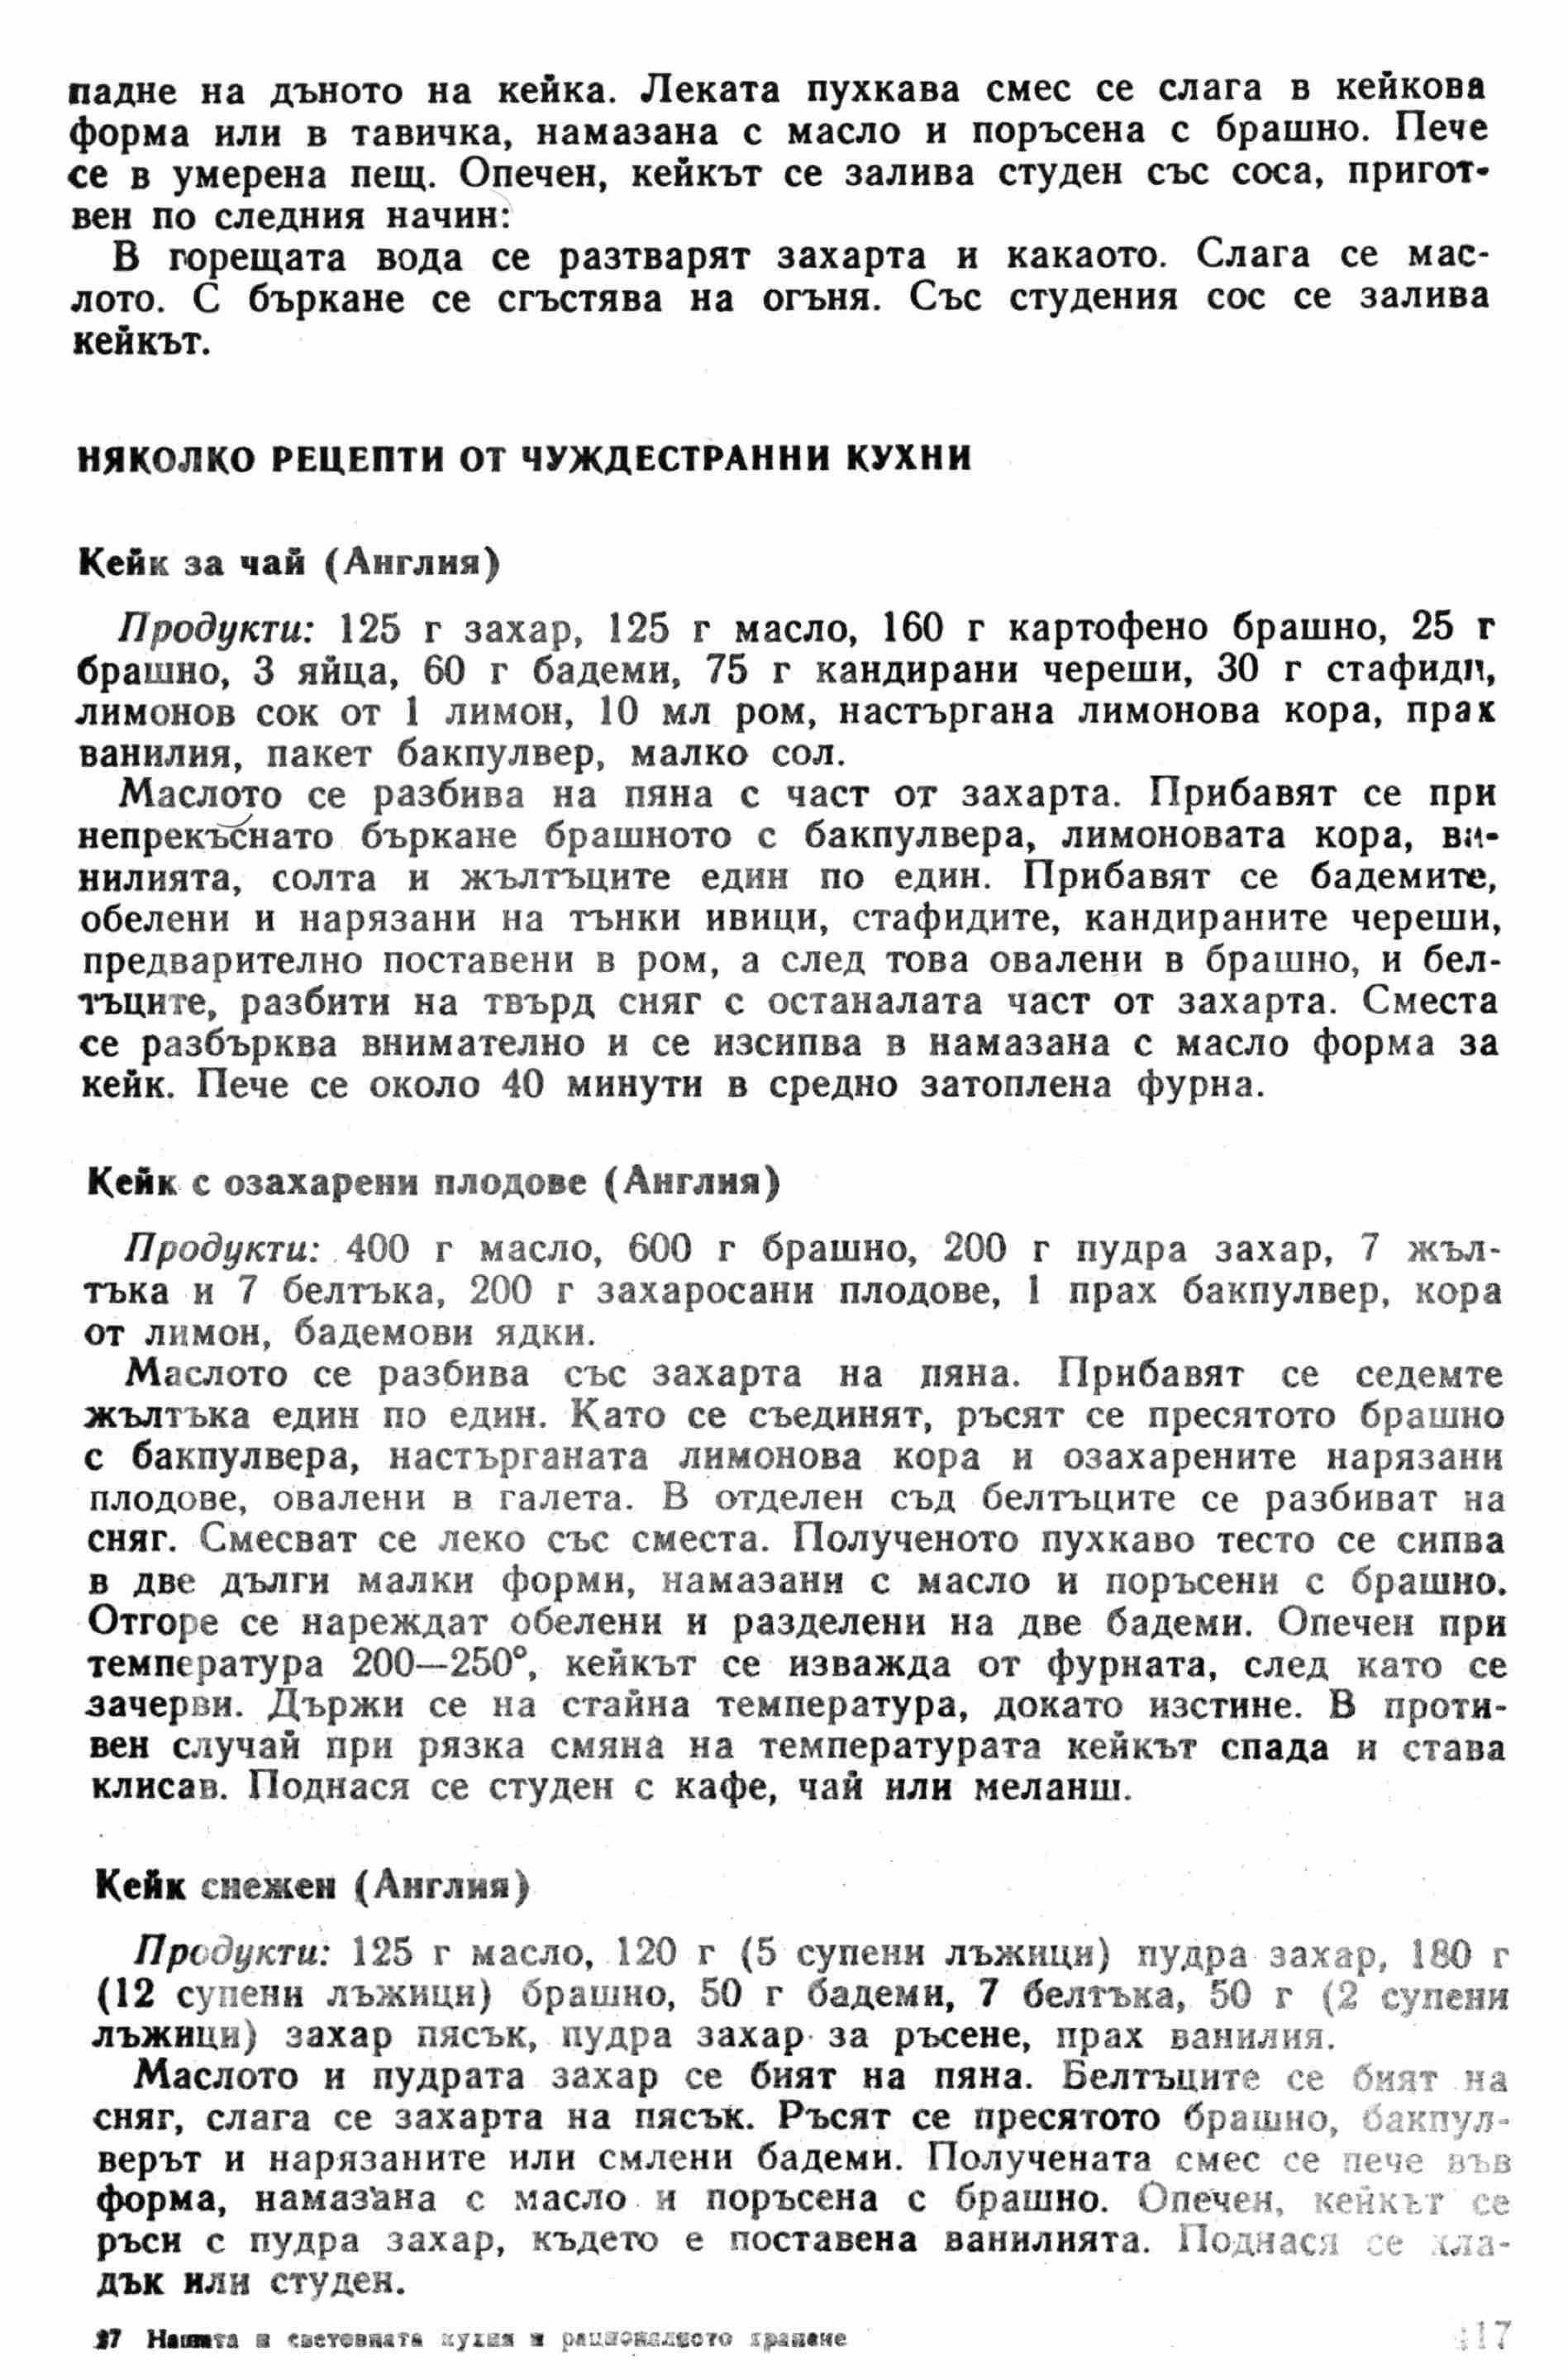 падне на дъното на кейка. Леката пухкава смес се слага в кейкова
форма или в тавичка, намазана с масло и поръсена с брашно. Пече
се в умерена пещ. Опечен, кейкът се залива студен със соса, пригот-
вен по следния начин:
В горещата вода се разтварят захарта и какаото. Слага се мас-
лото. С бъркане се сгъстява на огъня. Със студения сос се залива
кейкът.
НЯКОЛКО РЕЦЕПТИ ОТ ЧУЖДЕСТРАННИ КУХНИ
Кейк за чай (Англия)
Продукти: 125 г захар, 125 г масло, 160 г картофено брашно, 25 г
брашно, 3 яйца, 60 г бадеми, 75 г кандирани череши, 30 г стафиди,
лимонов сок от 1 лимон, 10 мл ром, настъргана лимонова кора, прах
ванилия, пакет бакпулвер, малко сол.
Маслото се разбива на пяна с част от захарта. Прибавят се при
непрекъснато бъркане брашното с бакпулвера, лимоновата кора, ва-
нилията, солта и жълтъците един по един. Прибавят се бадемите,
обелени и нарязани на тънки ивици, стафидите, кандираните череши,
предварително поставени в ром, а след това овалени в брашно, и бел-
тъците, разбити на твърд сняг с останалата част от захарта. Сместа
се разбърква внимателно и се изсипва в намазана с масло форма за
кейк. Пече се около 40 минути в средно затоплена фурна.
Кейк с озахарени плодове (Англия)
Продукти: 400 г масло, 600 г брашно, 200 г пудра захар, 7 жъл-
тъка и 7 белтъка, 200 г захаросани плодове, 1 прах бакпулвер, кора
от лимон, бадемови ядки.
Маслото се разбива със захарта на пяна. Прибавят се седемте
жълтъка един по един. Като се съединят, ръсят се пресятото брашно
с бакпулвера, настърганата лимонова кора и озахарените нарязани
плодове, овалени в галета. В отделен съд белтъците се разбиват на
сняг. Смесват се леко със сместа. Полученото пухкаво тесто се сипва
в две дълги малки форми, намазани с масло и поръсени с брашно.
Отгоре се нареждат обелени и разделени на две бадеми. Опечен при
температура 200—250°, кейкът се изважда от фурната, след като се
зачерви. Държи се на стайна температура, докато изстине. В проти-
вен случай при рязка смяна на температурата кейкът спада и става
клисав. Поднася се студен с кафе, чай или меланш.
Кейк снежен (Англия)
Продукти: 125 г масло, 120 г (5 супени лъжици) пудра захар, 180 г
(12 супени лъжици) брашно, 50 г бадеми, 7 белтъка, 50 г (2 супени
лъжици) захар пясък, пудра захар за ръсене, прах ванилия.
Маслото и пудрата захар се бият на пяна. Белтъците се бият на
сняг, слага се захарта на пясък. Ръсят се пресятото брашно, бакпул-
верът и нарязаните или смлени бадеми. Получената смес се пече във
форма, намазана с масло и поръсена с брашно. Опечен, кейкът се
ръси с пудра захар, където е поставена ванилията. Поднася се хла-
дък или студен.
27 Нашата и световната кухня и рационалното хранене
417